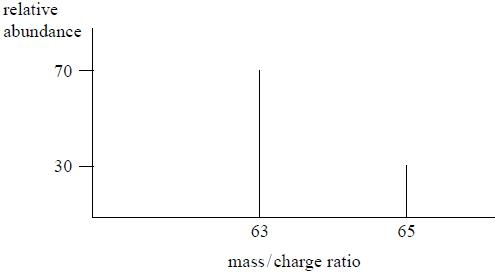 relative
abundance
70
30
63 65
mass/charge ratio